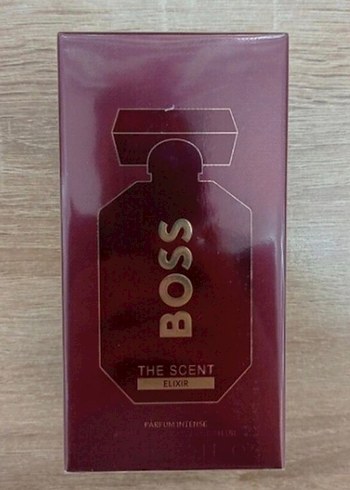 BOSS
THE SCENT
ELIXIR
PARFUM INTENSE